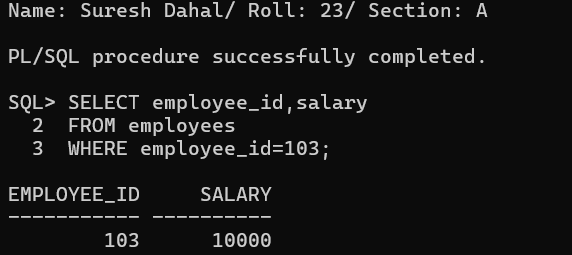 Name: Suresh Dahal/ Roll: 23/ Section: A
PL/SQL procedure successfully completed.
SQL> SELECT employee_id,salary
  2  FROM employees
  3  WHERE employee_id=103;
EMPLOYEE_ID     SALARY
----------- ----------
        103      10000